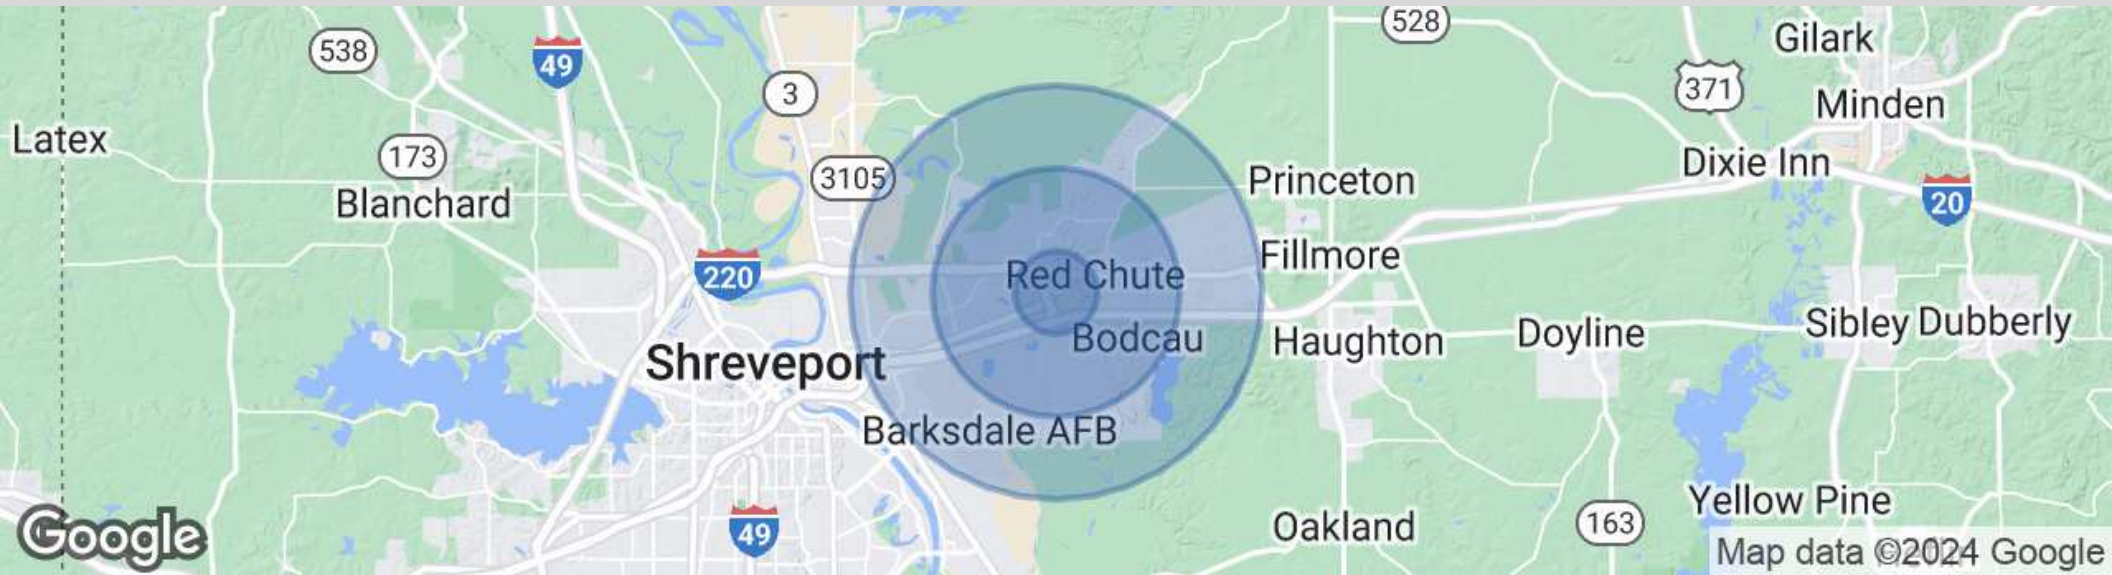 528
Gilark
538
49
371
3
Minden
Latex
173
Dixie Inn
3105
Princeton
Blanchard
20
Fillmore
220
Red Chute
Sibley
Dubberly
Bodcau
Haughton
Doyline
Shreveport
Barksdale AFB
Yellow Pine
Oakland
163
49
Google
Map data ©2024 Google